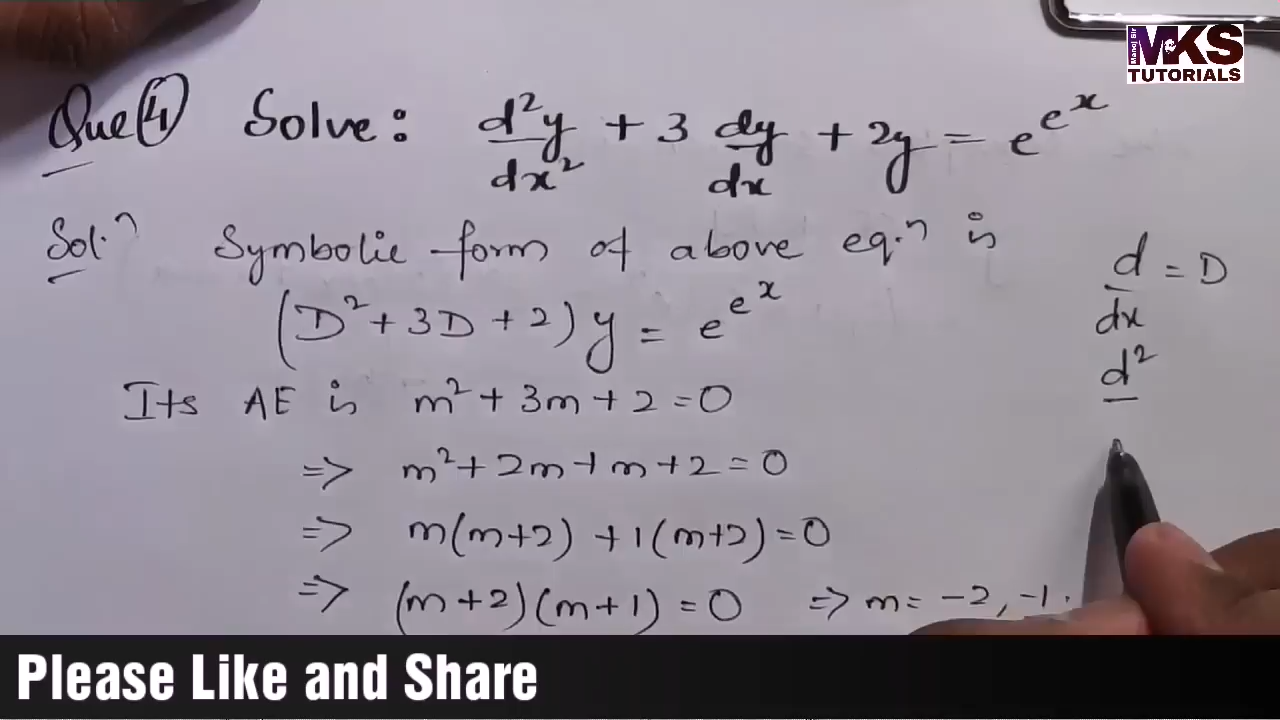 Manoj Sir
MKS
TUTORIALS
Que(4) Solve: d²y/dx² + 3 dy/dx + 2y = e^e^x
Sol.ⁿ Symbolic form of above eq.ⁿ is
(D² + 3D + 2) y = e^e^x
d/dx = D
d²
Its AE is m² + 3m + 2 = 0
=> m² + 2m + m + 2 = 0
=> m(m+2) + 1(m+2) = 0
=> (m+2)(m+1) = 0 => m = -2, -1.
Please Like and Share